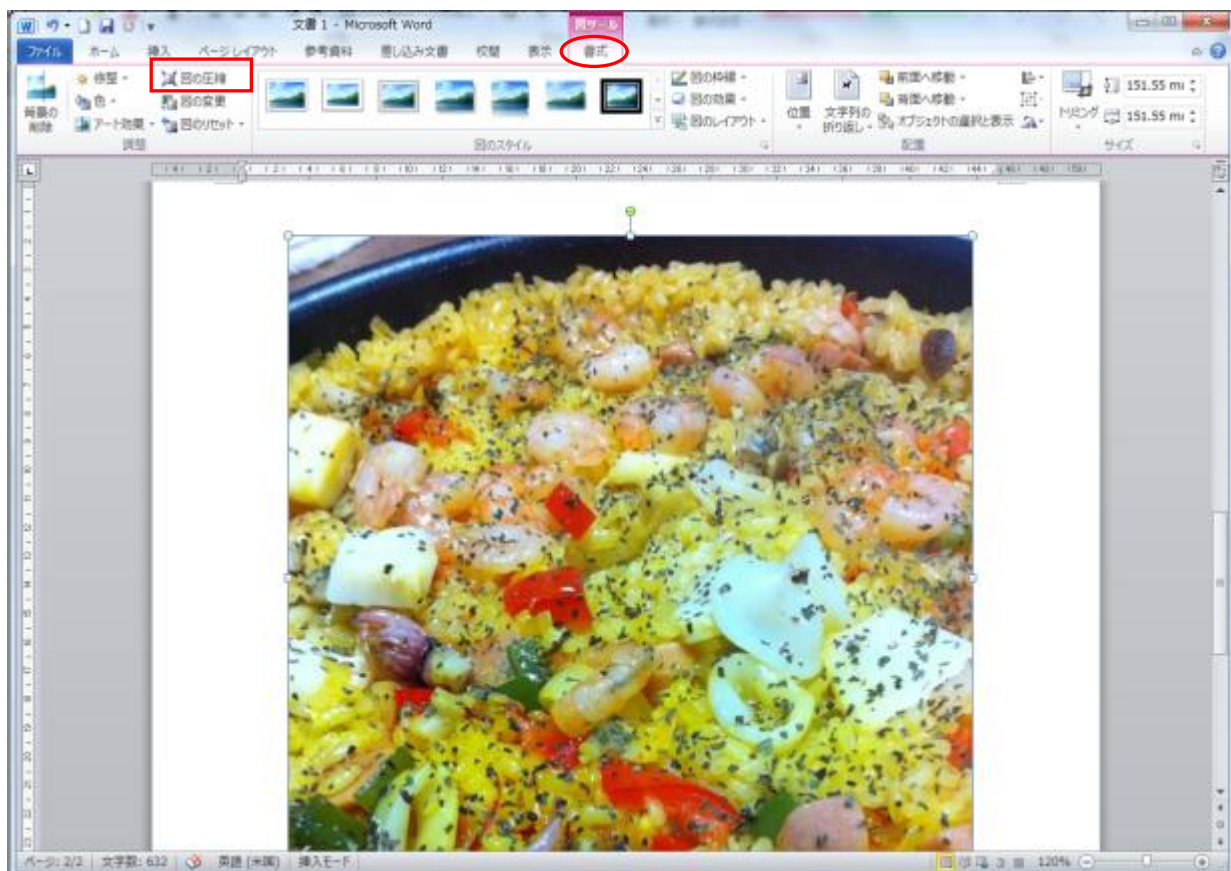 文書 1 - Microsoft Word
図ツール
ファイル ホーム 挿入 ページ レイアウト 参考資料 差し込み文書 校閲 表示 書式
背景の削除
修整
色
アート効果
図の圧縮
図の変更
図のリセット
調整
図の枠線
図の効果
図のレイアウト
図のスタイル
位置
文字列の折り返し
前面へ移動
背面へ移動
オブジェクトの選択と表示
配置
トリミング
151.55 mi
151.55 mi
サイズ
ページ: 2/2 文字数: 632 英語 (米国) 挿入モード 120%